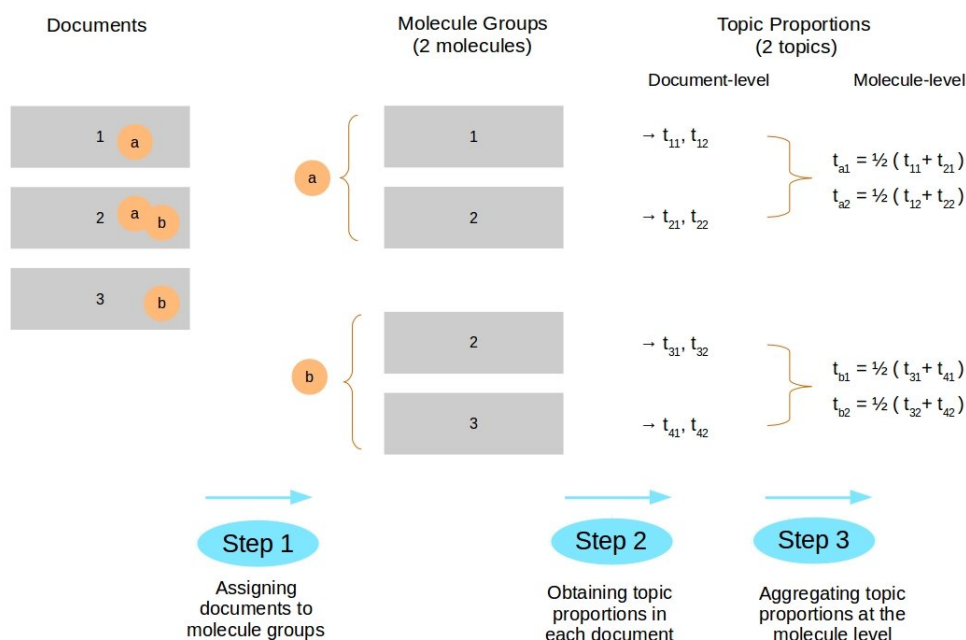 Documents
Molecule Groups
(2 molecules)
Topic Proportions
(2 topics)
Document-level
Molecule-level
1
a
2
a
b
3
b
a
1
2
→ t₁₁, t₁₂
→ t₂₁, t₂₂
tₐ₁ = ½ ( t₁₁+ t₂₁)
tₐ₂ = ½ ( t₁₂+ t₂₂)
b
2
3
→ t₃₁, t₃₂
→ t₄₁, t₄₂
t_b1 = ½ ( t₃₁+ t₄₁)
t_b2 = ½ ( t₃₂+ t₄₂)
Step 1
Assigning
documents to
molecule groups
Step 2
Obtaining topic
proportions in
each document
Step 3
Aggregating topic
proportions at the
molecule level